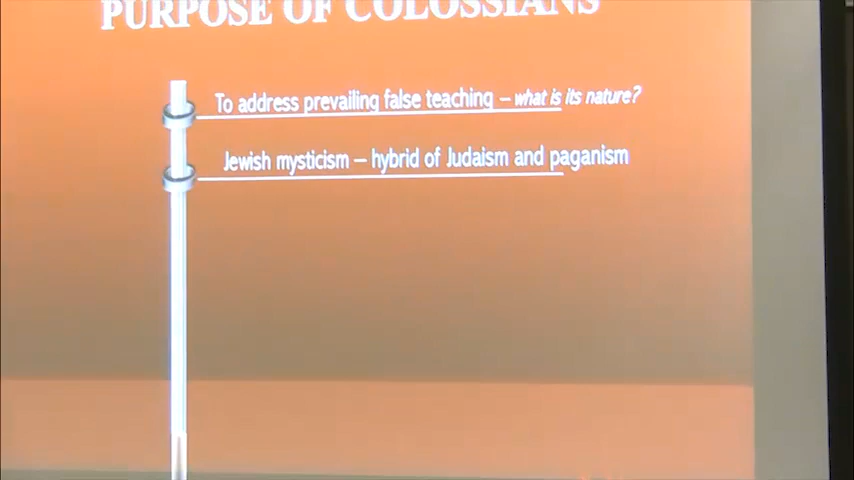 PURPOSE OF COLOSSIANS
To address prevailing false teaching – what is its nature?
Jewish mysticism – hybrid of Judaism and paganism